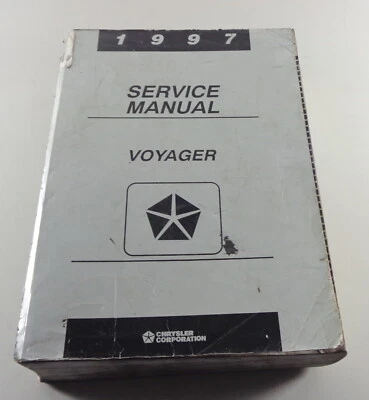 1997
SERVICE
MANUAL
VOYAGER
CHRYSLER
CORPORATION